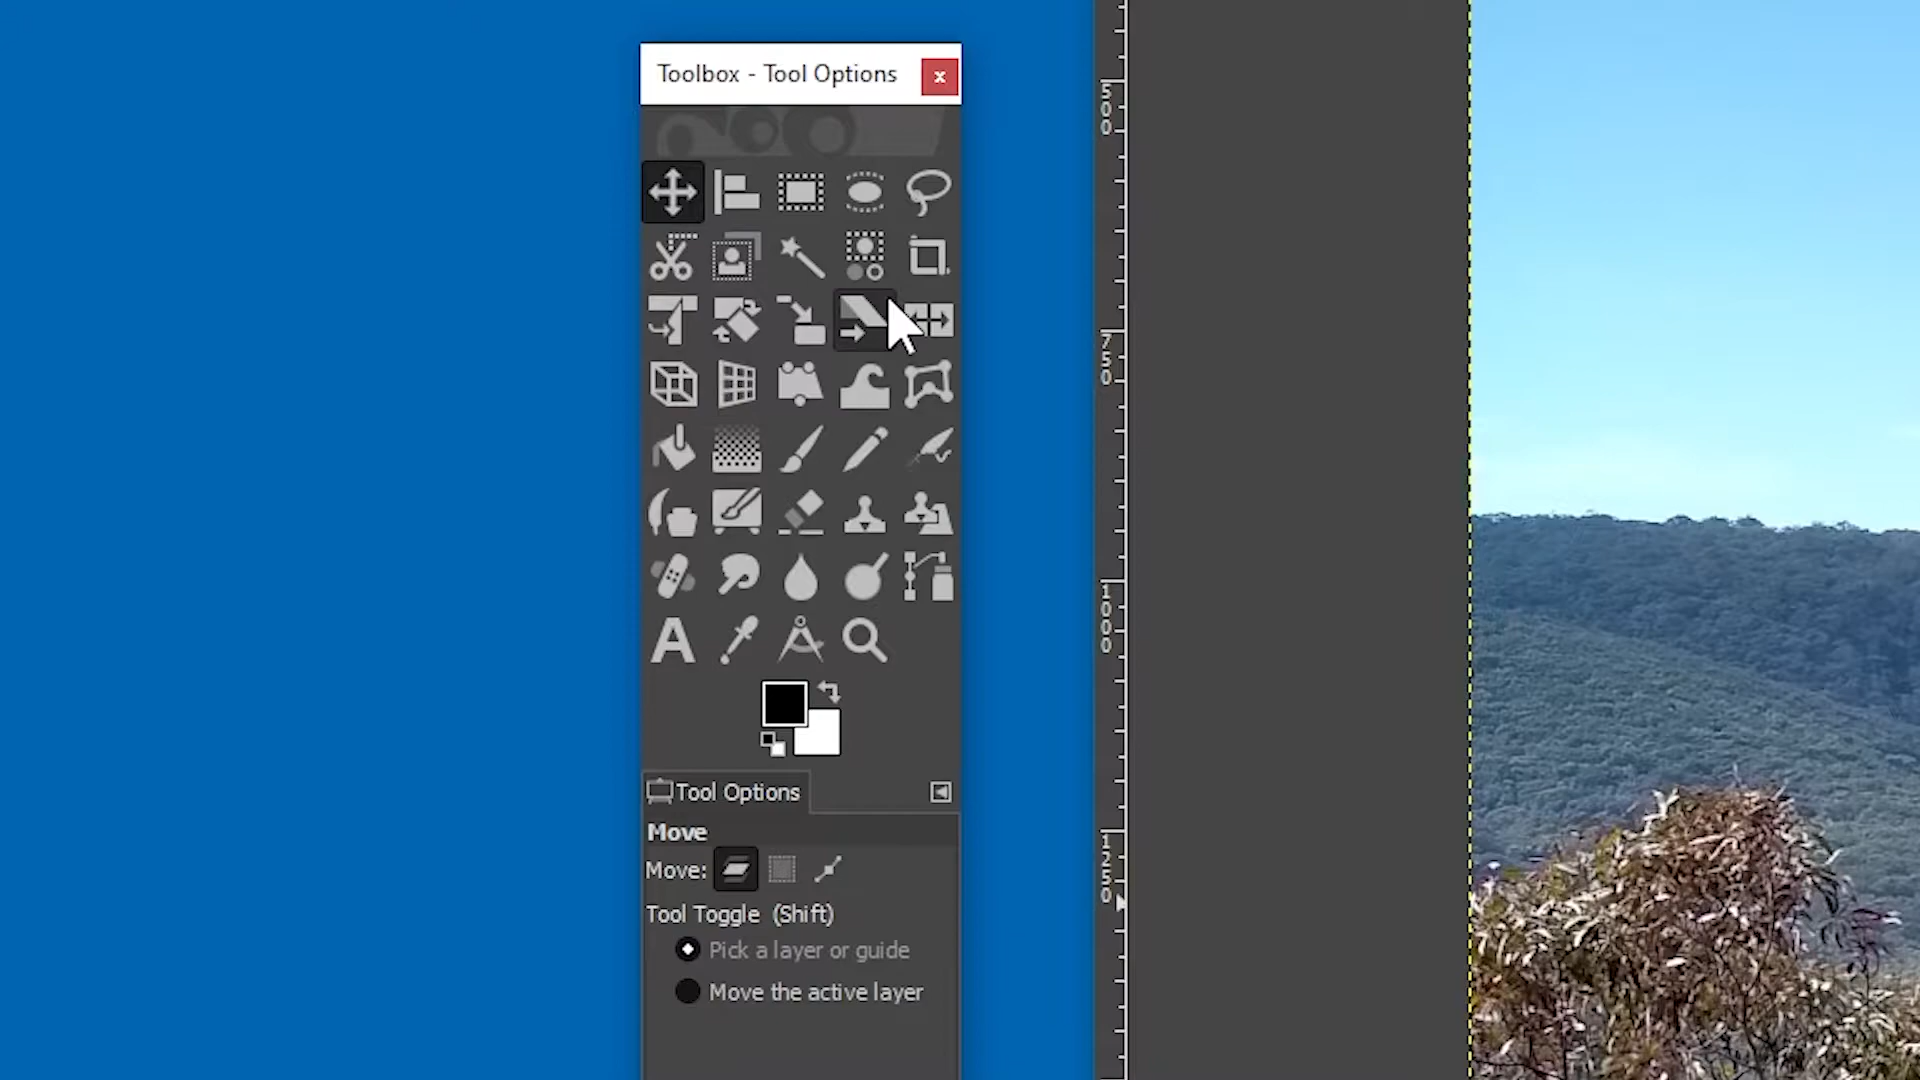 Toolbox - Tool Options
x
500
750
1000
1250
A
Tool Options
Move
Move:
Tool Toggle (Shift)
Pick a layer or guide
Move the active layer